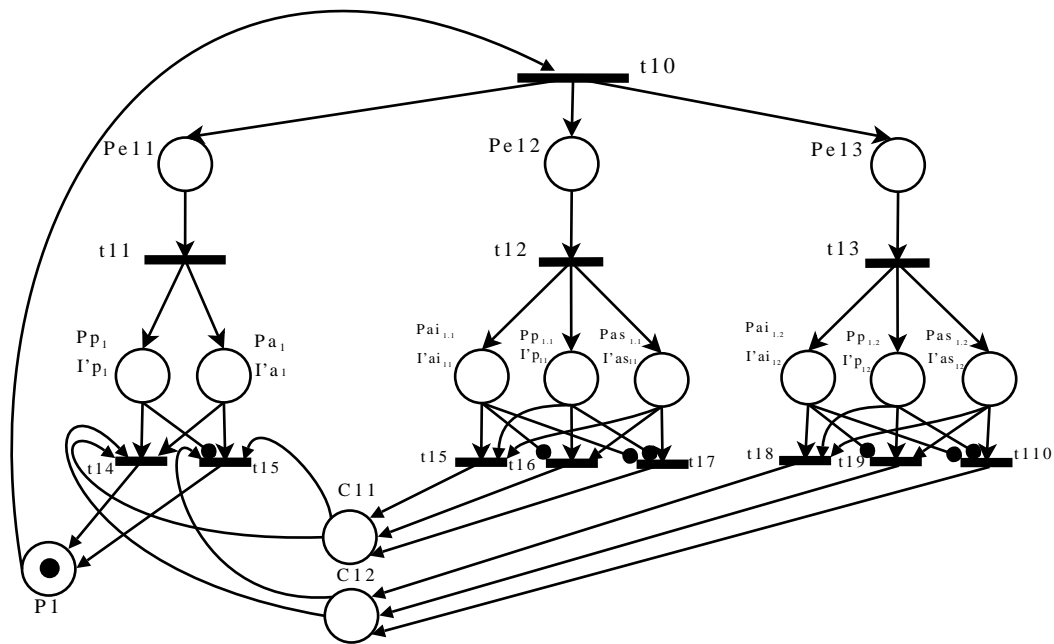 t10
Pe11
Pe12
Pe13
t11
t12
t13
Pp1
I'p1
Pa1
I'a1
Pai1.1
I'ai11
Pp1.1
I'p11
Pas1.1
I'as11
Pai1.2
I'ai12
Pp1.2
I'p12
Pas1.2
I'as12
t14
t15
t15
t16
t17
t18
t19
t110
C11
C12
P1